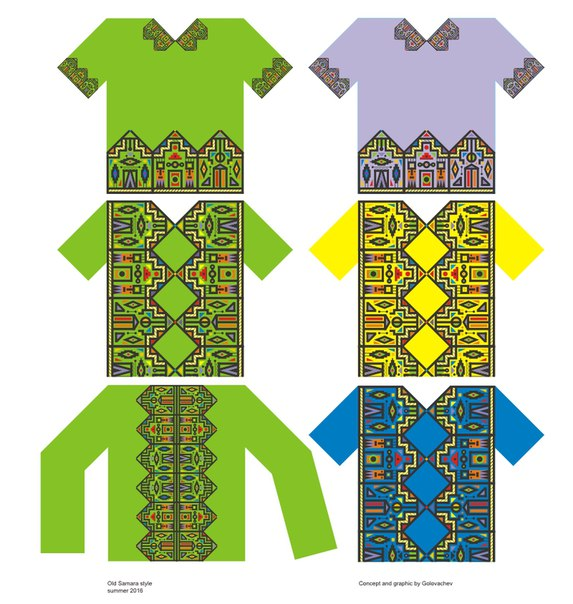 Old Samara style
summer 2016
Concept and graphic by Golovachev